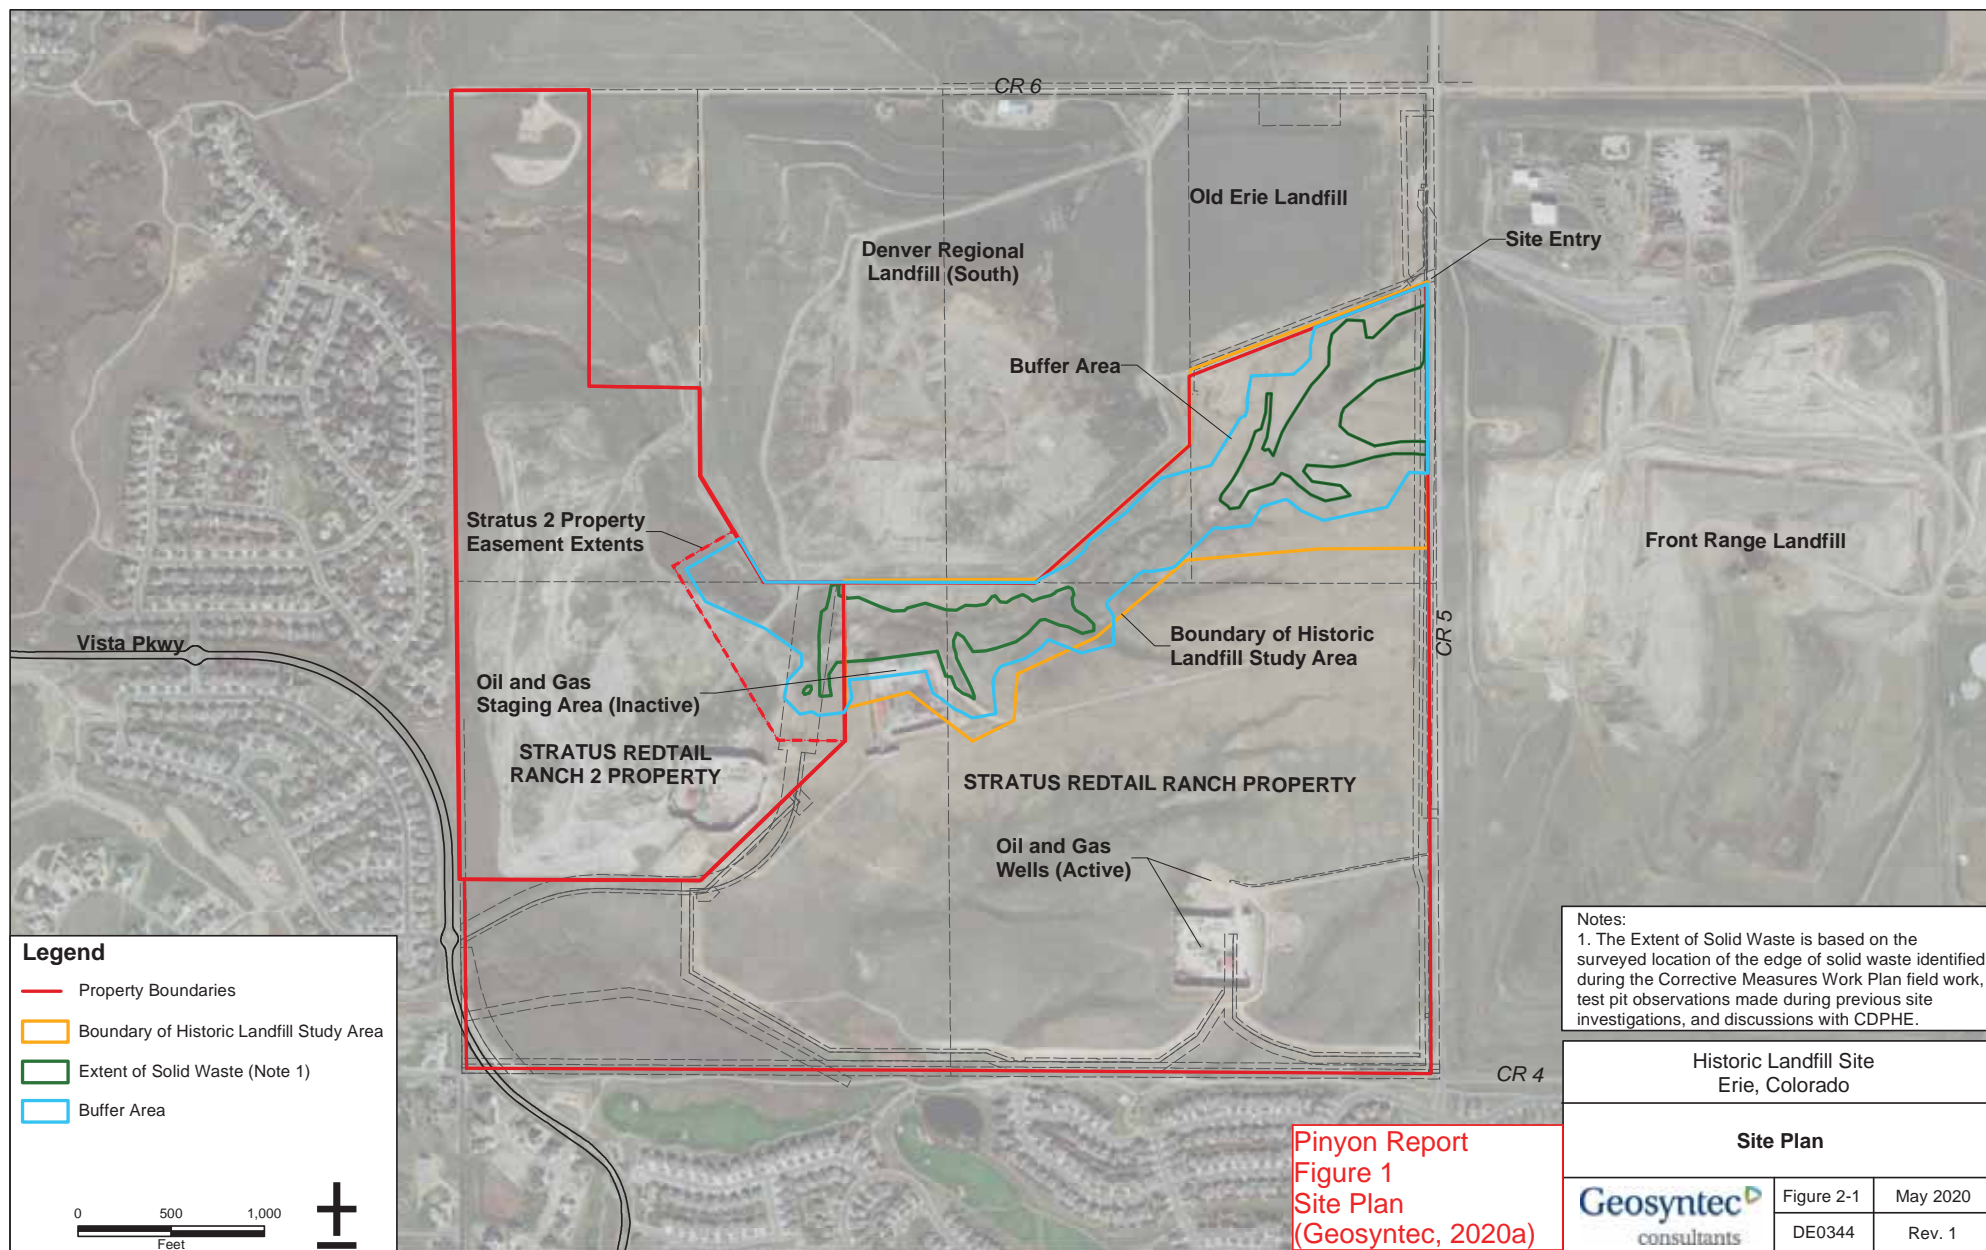 CR 6
Old Erie Landfill
Site Entry
Denver Regional
Landfill (South)
Buffer Area
Stratus 2 Property
Easement Extents
Front Range Landfill
CR 5
Vista Pkwy
Boundary of Historic
Landfill Study Area
Oil and Gas
Staging Area (Inactive)
STRATUS REDTAIL
RANCH 2 PROPERTY
STRATUS REDTAIL RANCH PROPERTY
Oil and Gas
Wells (Active)
CR 4
Legend
Property Boundaries
Boundary of Historic Landfill Study Area
Extent of Solid Waste (Note 1)
Buffer Area
0 500 1,000
Feet
Notes:
1. The Extent of Solid Waste is based on the
surveyed location of the edge of solid waste identified
during the Corrective Measures Work Plan field work,
test pit observations made during previous site
investigations, and discussions with CDPHE.
Historic Landfill Site
Erie, Colorado
Site Plan
Geosyntec
consultants
Figure 2-1
May 2020
DE0344
Rev. 1
Pinyon Report
Figure 1
Site Plan
(Geosyntec, 2020a)